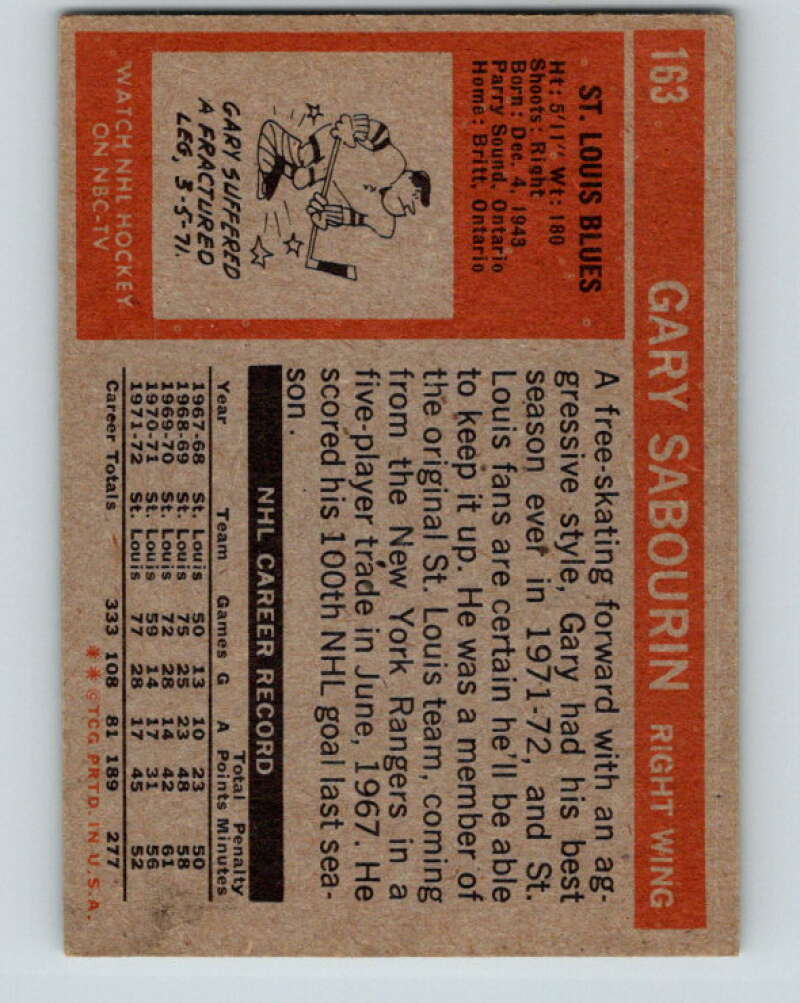 163 GARY SABOURIN RIGHT WING
ST. LOUIS BLUES
Ht: 5'11" Wt: 180
Shoots: Right
Born: Dec. 4, 1943
Parry Sound, Ontario
Home: Britt, Ontario
GARY SUFFERED
A FRACTURED
LEG, 3-5-71.
WATCH NHL HOCKEY
ON NBC-TV
A free-skating forward with an ag-
gressive style, Gary had his best
season ever in 1971-72, and St.
Louis fans are certain he'll be able
to keep it up. He was a member of
the original St. Louis team, coming
from the New York Rangers in a
five-player trade in June, 1967. He
scored his 100th NHL goal last sea-
son.
NHL CAREER RECORD
Total Penalty
Year Team Games G A Points Minutes
1967-68 St. Louis 50 13 10 23 50
1968-69 St. Louis 75 25 23 48 58
1969-70 St. Louis 72 28 14 42 61
1970-71 St. Louis 59 14 17 31 56
1971-72 St. Louis 77 28 17 45 52
Career Totals 333 108 81 189 277
** ©TCG PRTD. IN U.S.A.